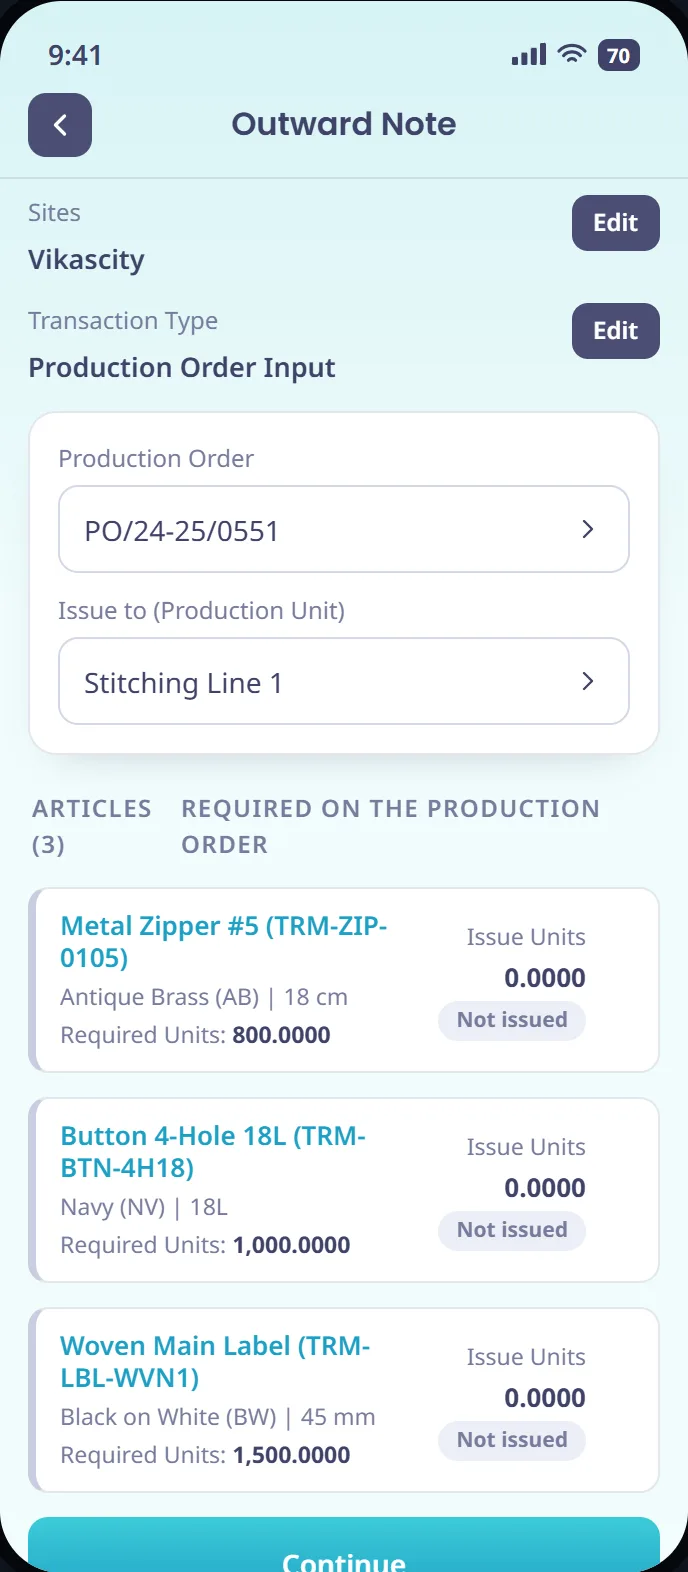 9:41
70
Outward Note
Sites
Edit
Vikascity
Transaction Type
Edit
Production Order Input
Production Order
PO/24-25/0551
Issue to (Production Unit)
Stitching Line 1
ARTICLES (3)
REQUIRED ON THE PRODUCTION ORDER
Metal Zipper #5 (TRM-ZIP-
0105)
Antique Brass (AB) | 18 cm
Required Units: 800.0000
Issue Units
0.0000
Not issued
Button 4-Hole 18L (TRM-
BTN-4H18)
Navy (NV) | 18L
Required Units: 1,000.0000
Issue Units
0.0000
Not issued
Woven Main Label (TRM-
LBL-WVN1)
Black on White (BW) | 45 mm
Required Units: 1,500.0000
Issue Units
0.0000
Not issued
Continue